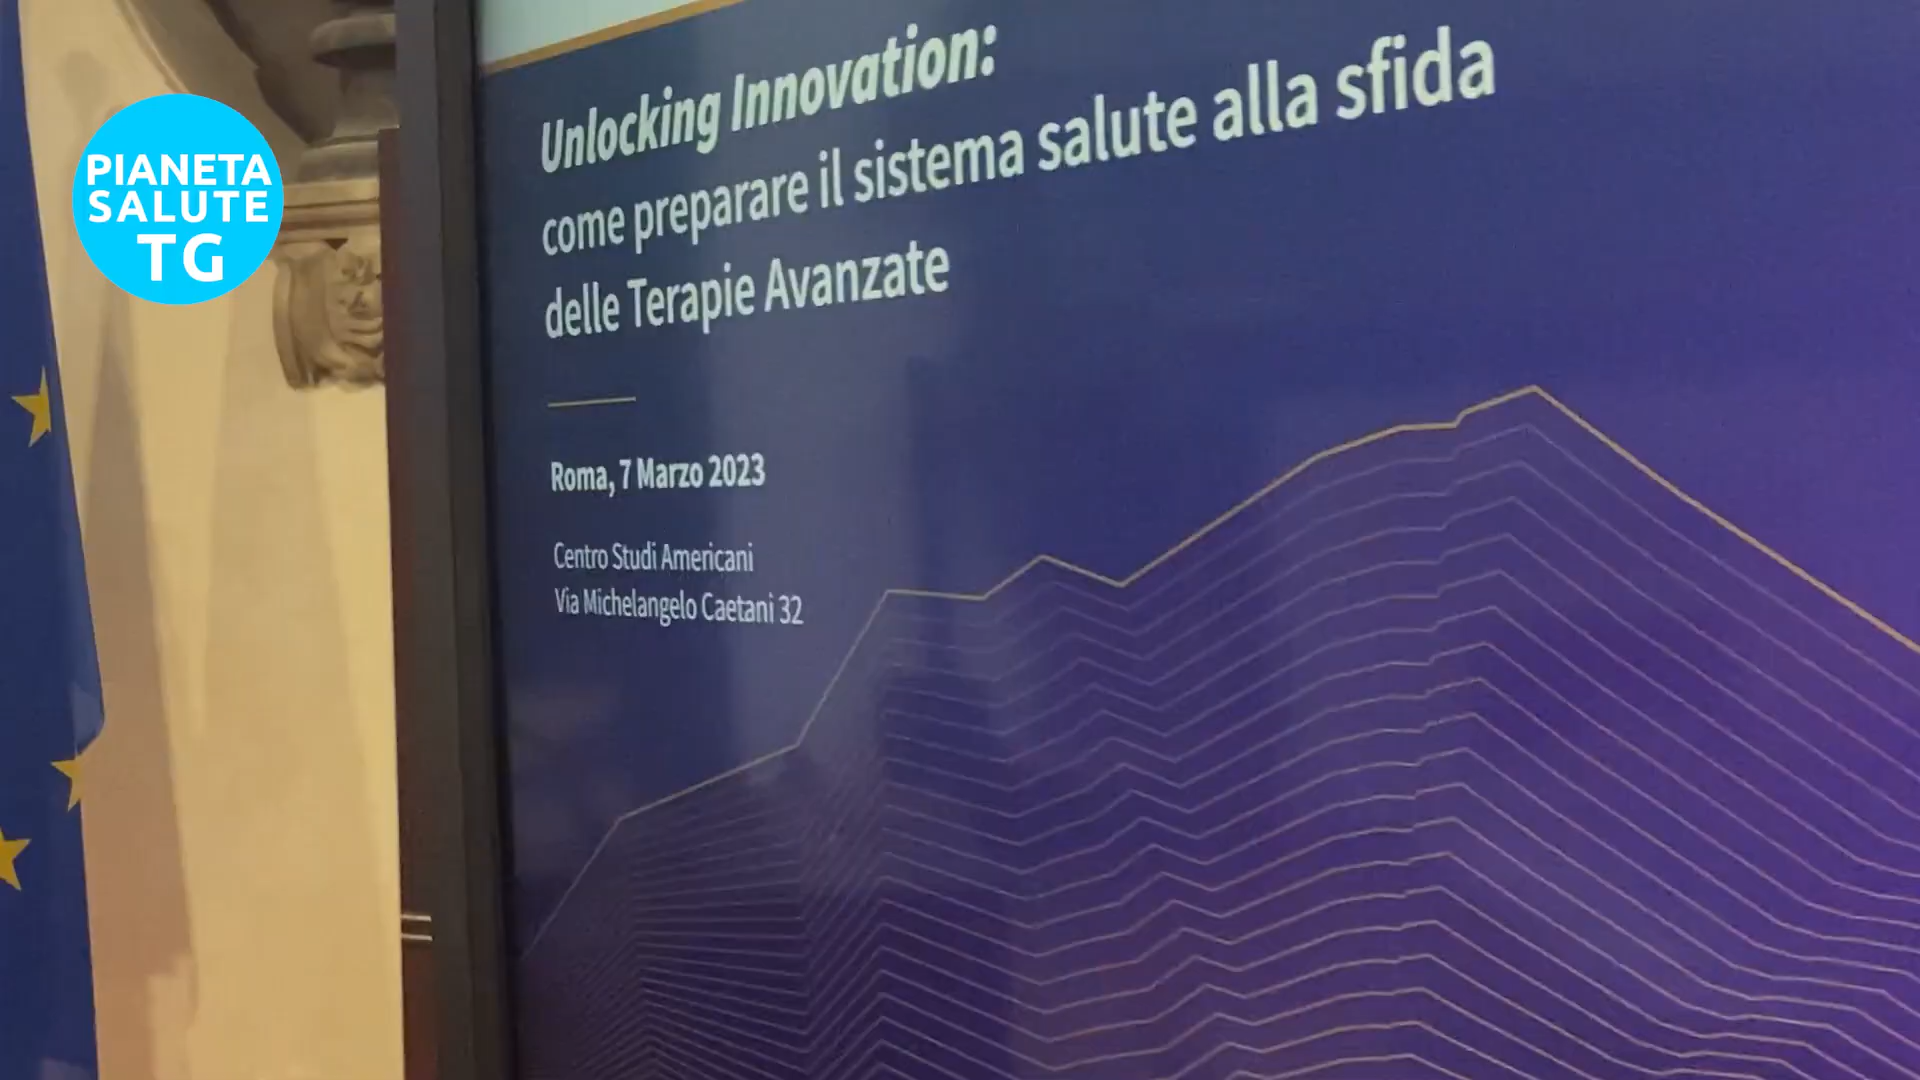 PIANETA
SALUTE
TG
Unlocking Innovation:
come preparare il sistema salute alla sfida
delle Terapie Avanzate
Roma, 7 Marzo 2023
Centro Studi Americani
Via Michelangelo Caetani 32